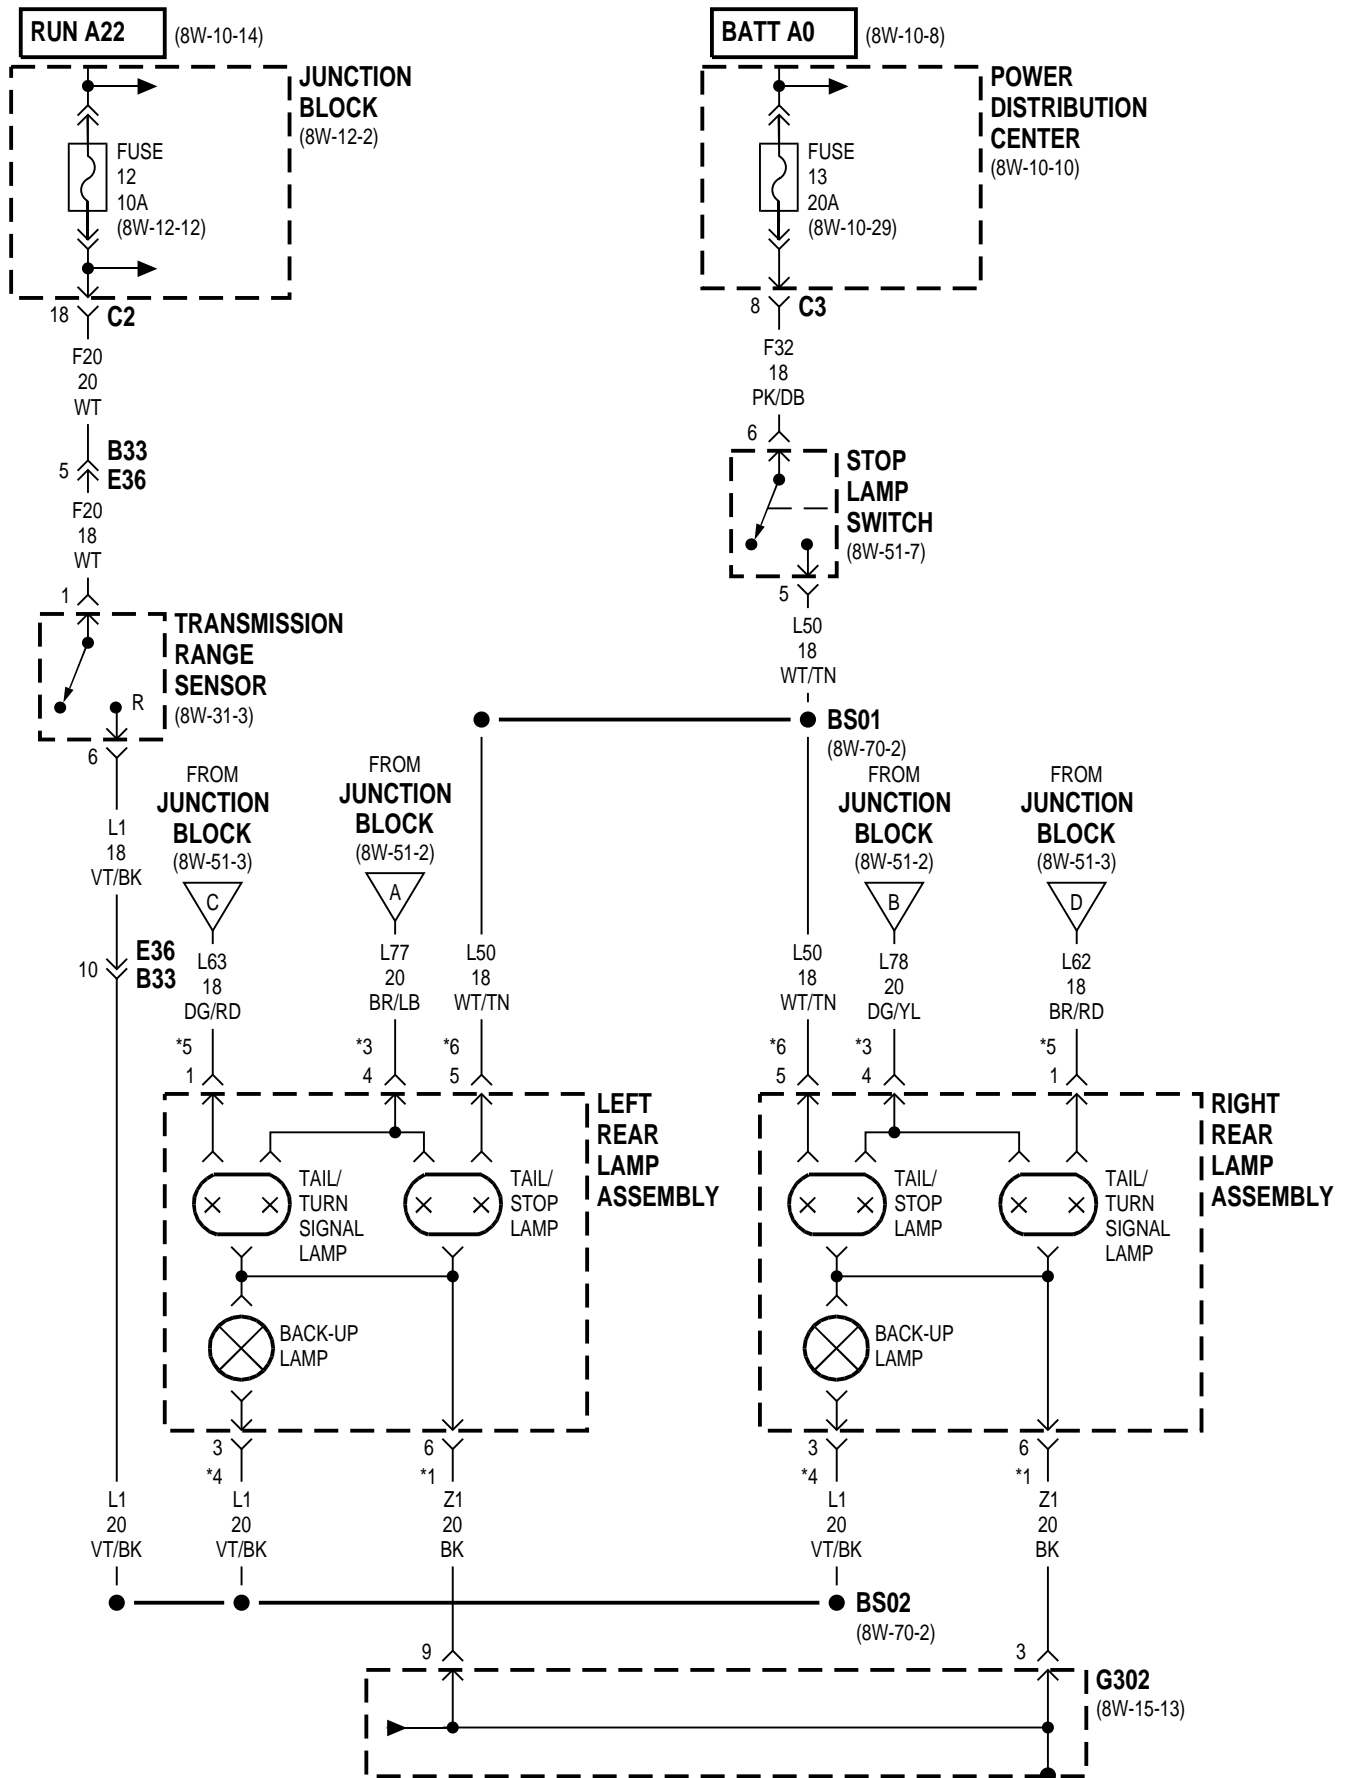 RUN A22
(8W-10-14)
BATT A0
(8W-10-8)
JUNCTION
BLOCK
(8W-12-2)
FUSE
12
10A
(8W-12-12)
POWER
DISTRIBUTION
CENTER
(8W-10-10)
FUSE
13
20A
(8W-10-29)
18
C2
8
C3
F20
20
WT
F32
18
PK/DB
5
B33
E36
6
STOP
LAMP
SWITCH
(8W-51-7)
F20
18
WT
1
5
TRANSMISSION
RANGE
SENSOR
(8W-31-3)
R
L50
18
WT/TN
6
BS01
(8W-70-2)
L1
18
VT/BK
FROM
JUNCTION
BLOCK
(8W-51-3)
C
FROM
JUNCTION
BLOCK
(8W-51-2)
A
FROM
JUNCTION
BLOCK
(8W-51-2)
B
FROM
JUNCTION
BLOCK
(8W-51-3)
D
10
E36
B33
L63
18
DG/RD
L77
20
BR/LB
L50
18
WT/TN
L50
18
WT/TN
L78
20
DG/YL
L62
18
BR/RD
*5
1
*3
4
*6
5
*6
5
*3
4
*5
1
LEFT
REAR
LAMP
ASSEMBLY
RIGHT
REAR
LAMP
ASSEMBLY
TAIL/
TURN
SIGNAL
LAMP
TAIL/
STOP
LAMP
TAIL/
STOP
LAMP
TAIL/
TURN
SIGNAL
LAMP
BACK-UP
LAMP
BACK-UP
LAMP
3
*4
6
*1
3
*4
6
*1
L1
20
VT/BK
L1
20
VT/BK
Z1
20
BK
L1
20
VT/BK
Z1
20
BK
BS02
(8W-70-2)
9
3
G302
(8W-15-13)